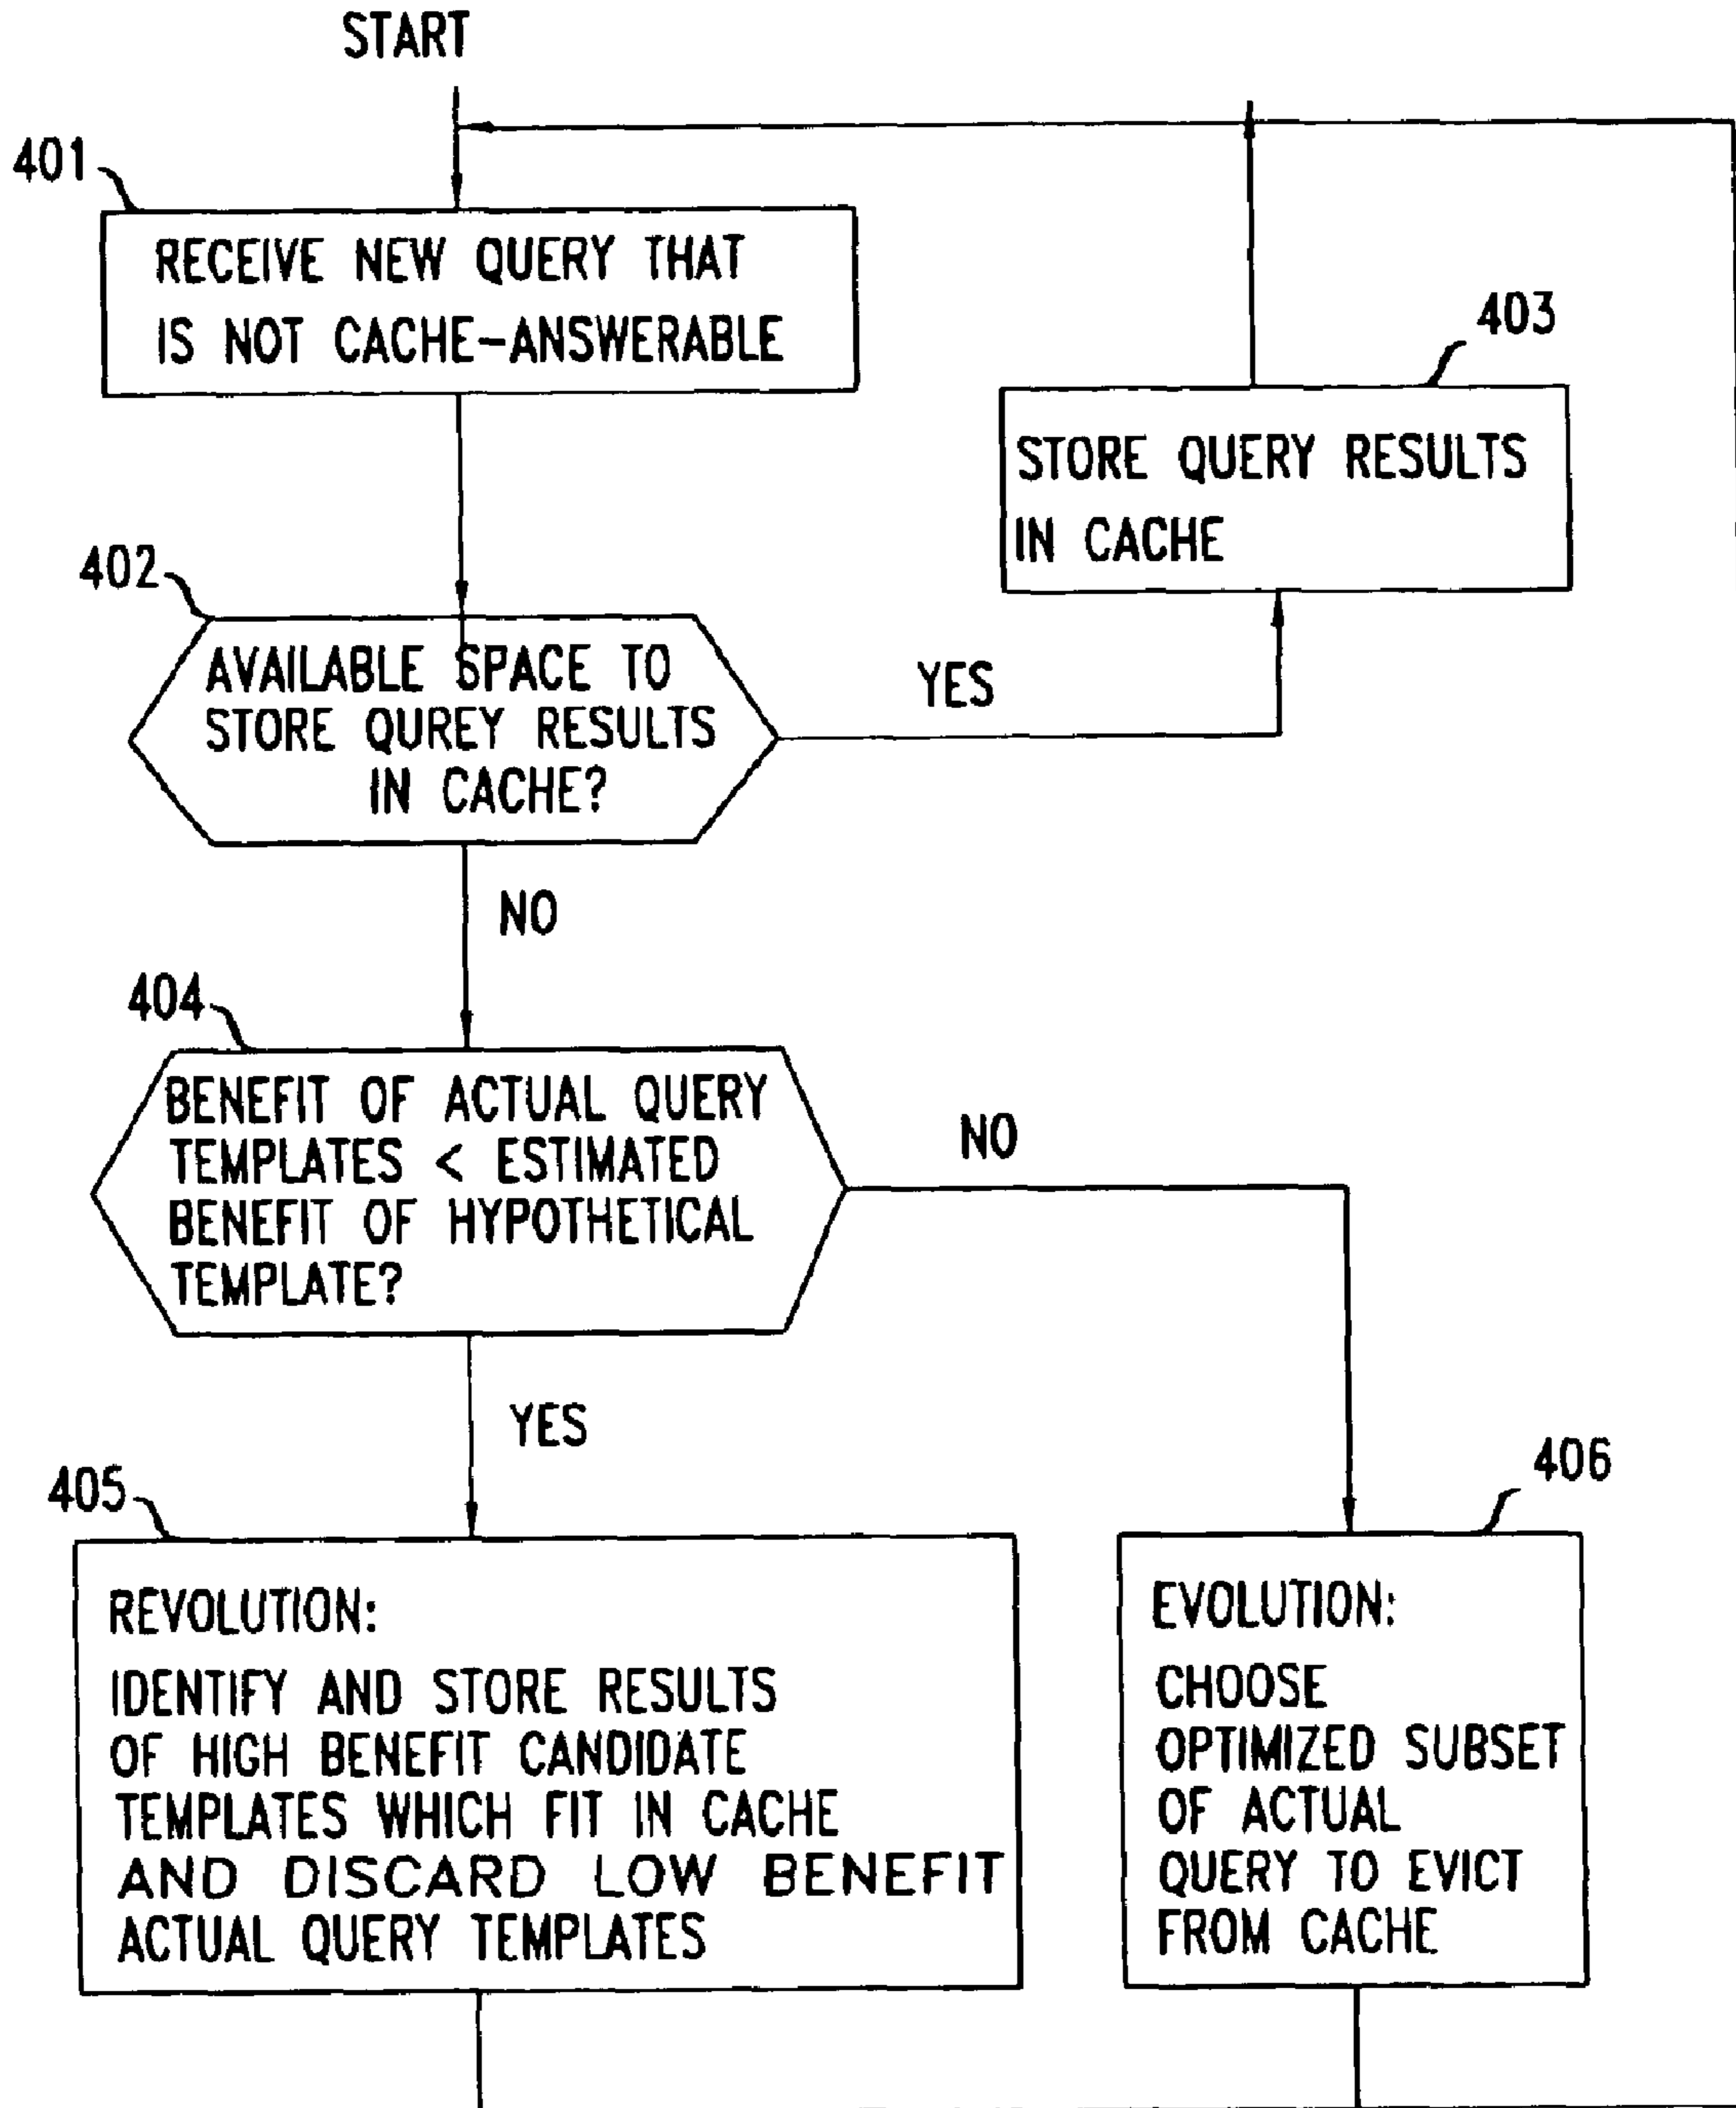 START
401
RECEIVE NEW QUERY THAT
IS NOT CACHE-ANSWERABLE
403
STORE QUERY RESULTS
IN CACHE
402
AVAILABLE SPACE TO
STORE QUREY RESULTS
IN CACHE?
YES
NO
404
BENEFIT OF ACTUAL QUERY
TEMPLATES < ESTIMATED
BENEFIT OF HYPOTHETICAL
TEMPLATE?
NO
YES
405
REVOLUTION:
IDENTIFY AND STORE RESULTS
OF HIGH BENEFIT CANDIDATE
TEMPLATES WHICH FIT IN CACHE
AND DISCARD LOW BENEFIT
ACTUAL QUERY TEMPLATES
406
EVOLUTION:
CHOOSE
OPTIMIZED SUBSET
OF ACTUAL
QUERY TO EVICT
FROM CACHE